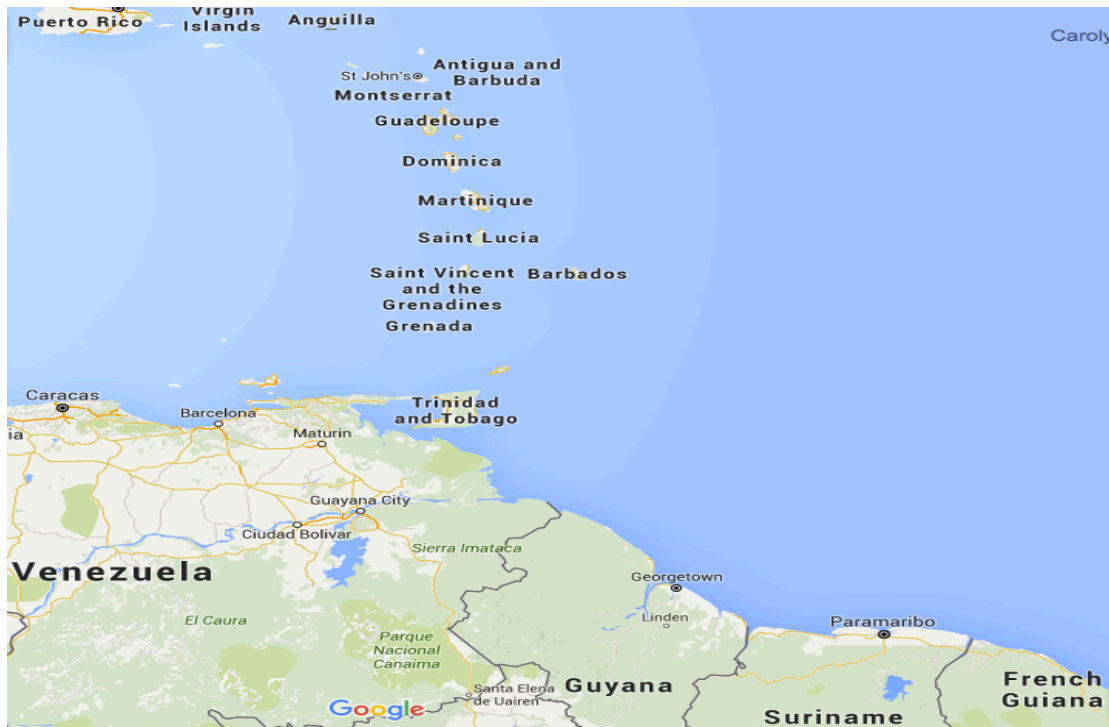 Virgin
Islands
Puerto Rico
Anguilla
Caroly
Antigua and
Barbuda
St John's
Montserrat
Guadeloupe
Dominica
Martinique
Saint Lucia
Saint Vincent
and the
Grenadines
Barbados
Grenada
Caracas
Trinidad
and Tobago
Barcelona
ia
Maturin
Guayana City
Ciudad Bolivar
Sierra Imataca
Venezuela
Georgetown
El Caura
Linden
Paramaribo
Parque
Nacional
Canaima
Santa Elena
de Uairen
Guyana
French
Guiana
Google
Suriname